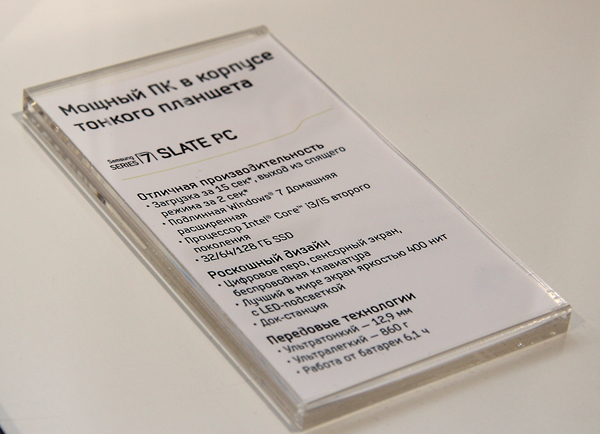 Мощный ПК в корпусе
тонкого планшета
Samsung
SERIES 7 SLATE PC
Отличная производительность
• Загрузка за 15 сек*, выход из спящего
режима за 2 сек*
• Подлинная Windows® 7 Домашняя
расширенная
• Процессор Intel® Core™ i3/i5 второго
поколения
• 32/64/128 Гб SSD
Роскошный дизайн
• Цифровое перо, сенсорный экран,
беспроводная клавиатура
• Лучший в мире экран яркостью 400 нит
с LED-подсветкой
• Док-станция
Передовые технологии
• Ультратонкий — 12,9 мм
• Ультралегкий — 860 г
• Работа от батареи 6,1 ч